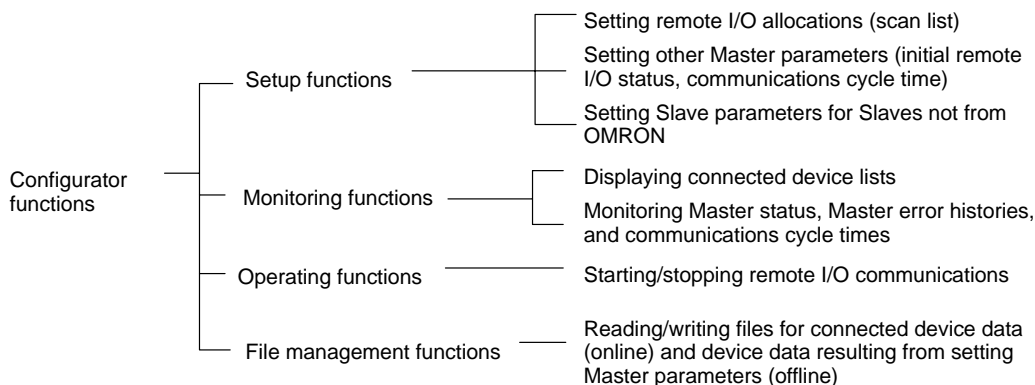 Configurator
functions
Setup functions
Setting remote I/O allocations (scan list)
Setting other Master parameters (initial remote
I/O status, communications cycle time)
Setting Slave parameters for Slaves not from
OMRON
Monitoring functions
Displaying connected device lists
Monitoring Master status, Master error histories,
and communications cycle times
Operating functions
Starting/stopping remote I/O communications
File management functions
Reading/writing files for connected device data
(online) and device data resulting from setting
Master parameters (offline)